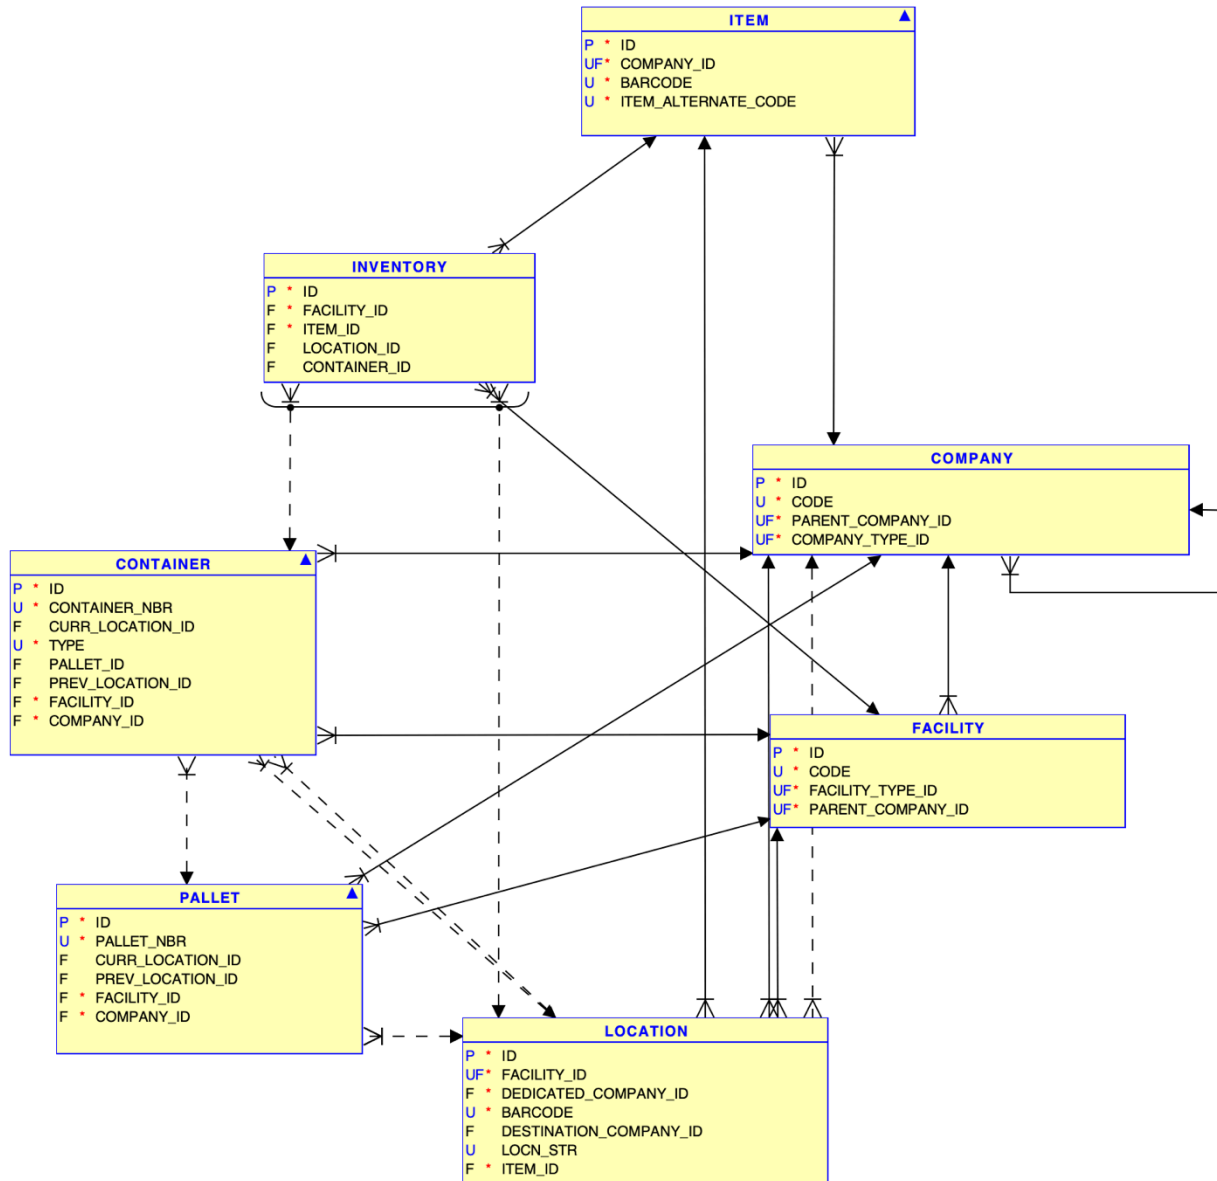 ITEM
P * ID
UF* COMPANY_ID
U * BARCODE
U * ITEM_ALTERNATE_CODE
INVENTORY
P * ID
F * FACILITY_ID
F * ITEM_ID
F LOCATION_ID
F CONTAINER_ID
COMPANY
P * ID
U * CODE
UF* PARENT_COMPANY_ID
UF* COMPANY_TYPE_ID
CONTAINER
P * ID
U * CONTAINER_NBR
F CURR_LOCATION_ID
U * TYPE
F PALLET_ID
F PREV_LOCATION_ID
F * FACILITY_ID
F * COMPANY_ID
FACILITY
P * ID
U * CODE
UF* FACILITY_TYPE_ID
UF* PARENT_COMPANY_ID
PALLET
P * ID
U * PALLET_NBR
F CURR_LOCATION_ID
F PREV_LOCATION_ID
F * FACILITY_ID
F * COMPANY_ID
LOCATION
P * ID
UF* FACILITY_ID
F * DEDICATED_COMPANY_ID
U * BARCODE
F DESTINATION_COMPANY_ID
U LOCN_STR
F * ITEM_ID